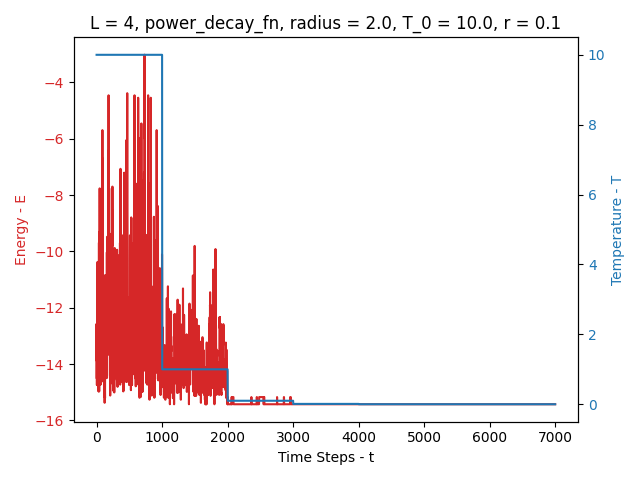 L = 4, power_decay_fn, radius = 2.0, T_0 = 10.0, r = 0.1
Energy - E
−4
−6
−8
−10
−12
−14
−16
10
8
6
4
2
0
Temperature - T
0 1000 2000 3000 4000 5000 6000 7000
Time Steps - t